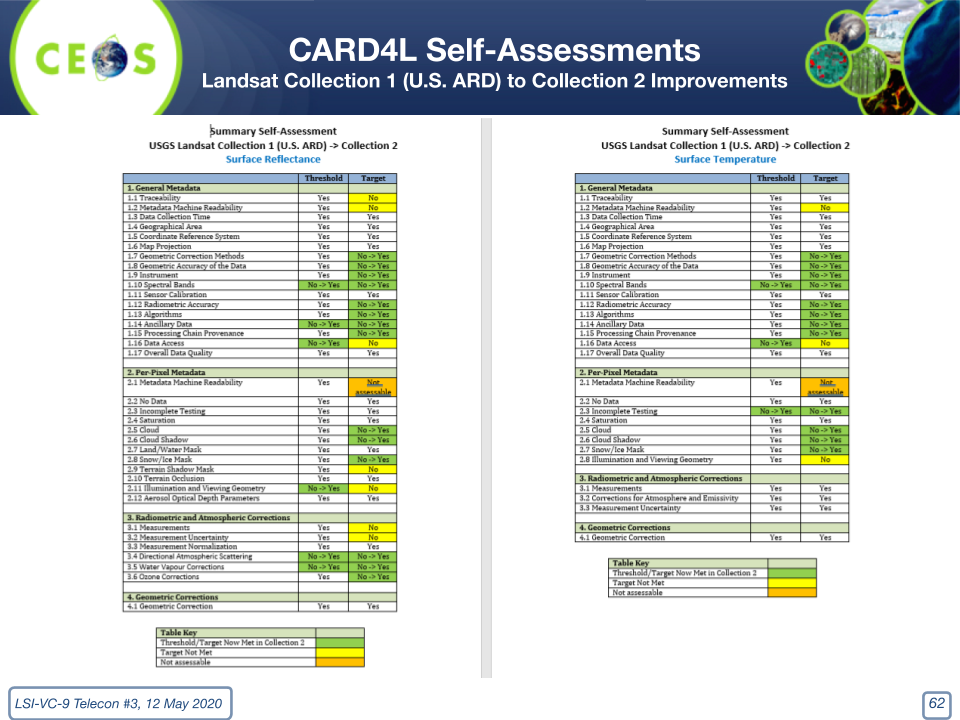 CEOS
CARD4L Self-Assessments
Landsat Collection 1 (U.S. ARD) to Collection 2 Improvements
Summary Self-Assessment
USGS Landsat Collection 1 (U.S. ARD) -> Collection 2
Surface Reflectance
Threshold Target
1. General Metadata
1.1 Traceability Yes No
1.2 Metadata Machine Readability Yes No
1.3 Data Collection Time Yes Yes
1.4 Geographical Area Yes Yes
1.5 Coordinate Reference System Yes Yes
1.6 Map Projection Yes Yes
1.7 Geometric Correction Methods Yes No -> Yes
1.8 Geometric Accuracy of the Data Yes No -> Yes
1.9 Instrument Yes No -> Yes
1.10 Spectral Bands No -> Yes No -> Yes
1.11 Sensor Calibration Yes Yes
1.12 Radiometric Accuracy Yes No -> Yes
1.13 Algorithms Yes No -> Yes
1.14 Ancillary Data No -> Yes No -> Yes
1.15 Processing Chain Provenance Yes No -> Yes
1.16 Data Access No -> Yes No
1.17 Overall Data Quality Yes Yes
2. Per-Pixel Metadata
2.1 Metadata Machine Readability Yes Not assessable
2.2 No Data Yes Yes
2.3 Incomplete Testing Yes Yes
2.4 Saturation Yes Yes
2.5 Cloud Yes No -> Yes
2.6 Cloud Shadow Yes No -> Yes
2.7 Land/Water Mask Yes Yes
2.8 Snow/Ice Mask Yes No -> Yes
2.9 Terrain Shadow Mask Yes No
2.10 Terrain Occlusion Yes Yes
2.11 Illumination and Viewing Geometry No -> Yes No
2.12 Aerosol Optical Depth Parameters Yes Yes
3. Radiometric and Atmospheric Corrections
3.1 Measurements Yes No
3.2 Measurement Uncertainty Yes No
3.3 Measurement Normalization Yes Yes
3.4 Directional Atmospheric Scattering No -> Yes No -> Yes
3.5 Water Vapour Corrections No -> Yes No -> Yes
3.6 Ozone Corrections Yes No -> Yes
4. Geometric Corrections
4.1 Geometric Correction Yes Yes
Table Key
Threshold/Target Now Met in Collection 2
Target Not Met
Not assessable
Summary Self-Assessment
USGS Landsat Collection 1 (U.S. ARD) -> Collection 2
Surface Temperature
Threshold Target
1. General Metadata
1.1 Traceability Yes Yes
1.2 Metadata Machine Readability Yes No
1.3 Data Collection Time Yes Yes
1.4 Geographical Area Yes Yes
1.5 Coordinate Reference System Yes Yes
1.6 Map Projection Yes Yes
1.7 Geometric Correction Methods Yes No -> Yes
1.8 Geometric Accuracy of the Data Yes No -> Yes
1.9 Instrument Yes No -> Yes
1.10 Spectral Bands No -> Yes No -> Yes
1.11 Sensor Calibration Yes Yes
1.12 Radiometric Accuracy Yes No -> Yes
1.13 Algorithms Yes No -> Yes
1.14 Ancillary Data Yes No -> Yes
1.15 Processing Chain Provenance Yes No -> Yes
1.16 Data Access No -> Yes No
1.17 Overall Data Quality Yes Yes
2. Per-Pixel Metadata
2.1 Metadata Machine Readability Yes Not assessable
2.2 No Data Yes Yes
2.3 Incomplete Testing No -> Yes No -> Yes
2.4 Saturation Yes Yes
2.5 Cloud Yes No -> Yes
2.6 Cloud Shadow Yes No -> Yes
2.7 Snow/Ice Mask Yes No -> Yes
2.8 Illumination and Viewing Geometry Yes No
3. Radiometric and Atmospheric Corrections
3.1 Measurements Yes Yes
3.2 Corrections for Atmosphere and Emissivity Yes Yes
3.3 Measurement Uncertainty Yes Yes
4. Geometric Corrections
4.1 Geometric Correction Yes Yes
Table Key
Threshold/Target Now Met in Collection 2
Target Not Met
Not assessable
LSI-VC-9 Telecon #3, 12 May 2020
62